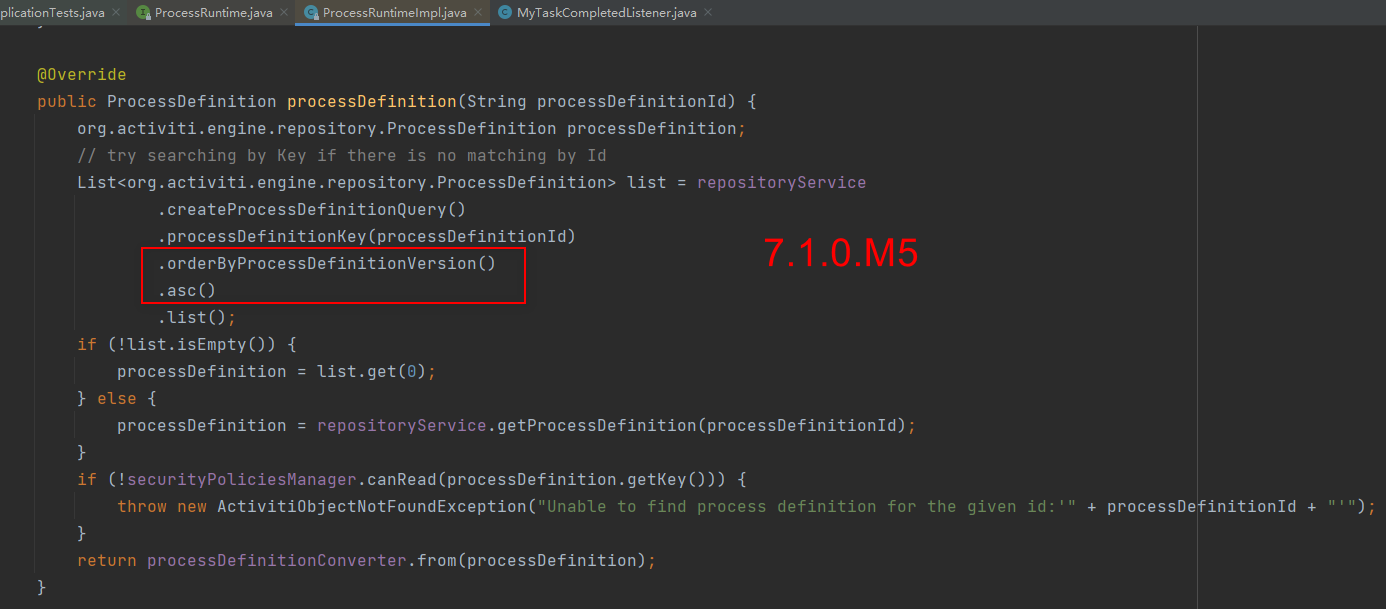 plicationTests.java × ProcessRuntime.java × ProcessRuntimeImpl.java × MyTaskCompletedListener.java ×
@Override
public ProcessDefinition processDefinition(String processDefinitionId) {
org.activiti.engine.repository.ProcessDefinition processDefinition;
// try searching by Key if there is no matching by Id
List<org.activiti.engine.repository.ProcessDefinition> list = repositoryService
.createProcessDefinitionQuery()
.processDefinitionKey(processDefinitionId)
.orderByProcessDefinitionVersion()
.asc()
.list();
if (!list.isEmpty()) {
processDefinition = list.get(0);
} else {
processDefinition = repositoryService.getProcessDefinition(processDefinitionId);
}
if (!securityPoliciesManager.canRead(processDefinition.getKey())) {
throw new ActivitiObjectNotFoundException("Unable to find process definition for the given id:'" + processDefinitionId + "'");
}
return processDefinitionConverter.from(processDefinition);
}
7.1.0.M5